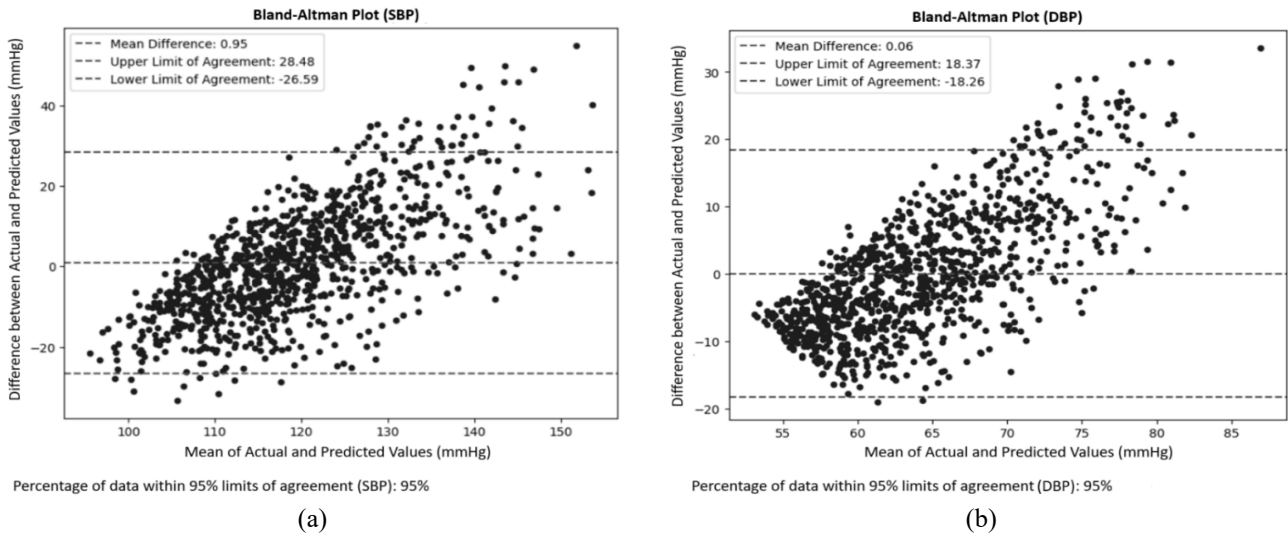 Bland-Altman Plot (SBP)
Mean Difference: 0.95
Upper Limit of Agreement: 28.48
Lower Limit of Agreement: -26.59
Difference between Actual and Predicted Values (mmHg)
40
20
0
−20
100
110
120
130
140
150
Mean of Actual and Predicted Values (mmHg)
Percentage of data within 95% limits of agreement (SBP): 95%
(a)
Bland-Altman Plot (DBP)
Mean Difference: 0.06
Upper Limit of Agreement: 18.37
Lower Limit of Agreement: -18.26
Difference between Actual and Predicted Values (mmHg)
30
20
10
0
−10
−20
55
60
65
70
75
80
85
Mean of Actual and Predicted Values (mmHg)
Percentage of data within 95% limits of agreement (DBP): 95%
(b)